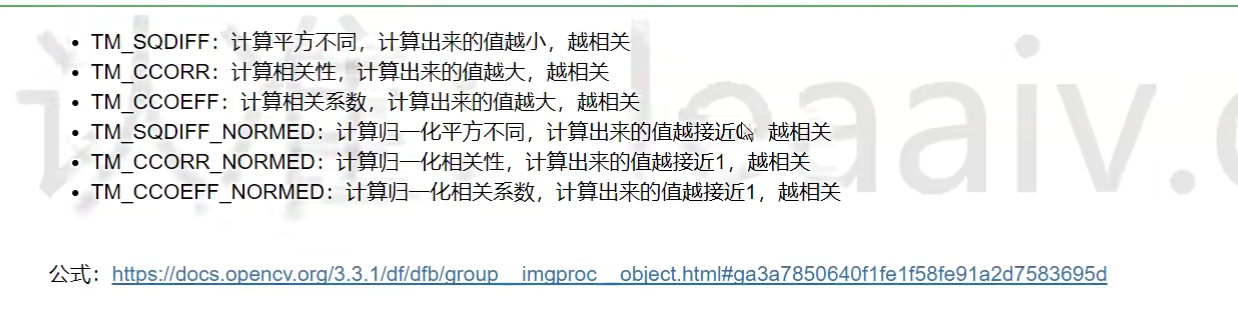 • TM_SQDIFF：计算平方不同，计算出来的值越小，越相关
• TM_CCORR：计算相关性，计算出来的值越大，越相关
• TM_CCOEFF：计算相关系数，计算出来的值越大，越相关
• TM_SQDIFF_NORMED：计算归一化平方不同，计算出来的值越接近0，越相关
• TM_CCORR_NORMED：计算归一化相关性，计算出来的值越接近1，越相关
• TM_CCOEFF_NORMED：计算归一化相关系数，计算出来的值越接近1，越相关
公式：https://docs.opencv.org/3.3.1/df/dfb/group__imgproc__object.html#ga3a7850640f1fe1f58fe91a2d7583695d